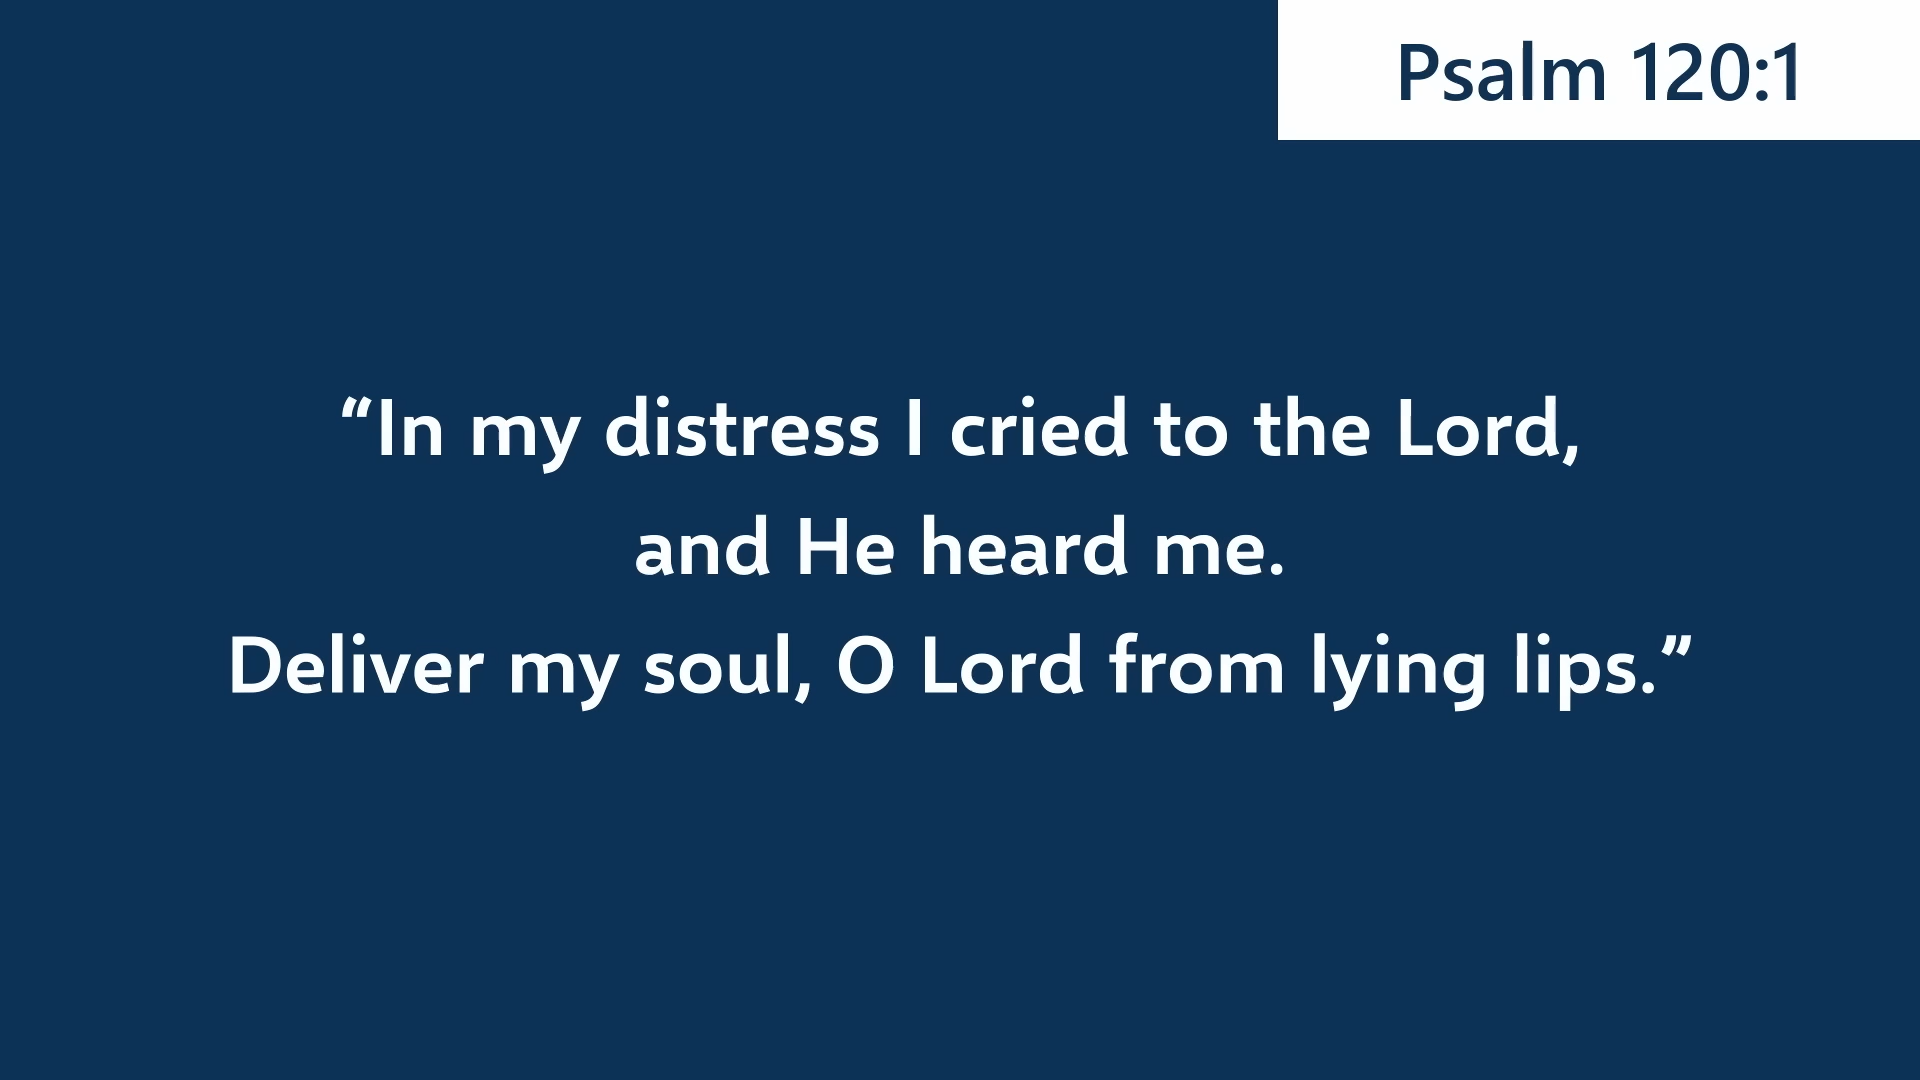 Psalm 120:1
“In my distress I cried to the Lord,
and He heard me.
Deliver my soul, O Lord from lying lips.”